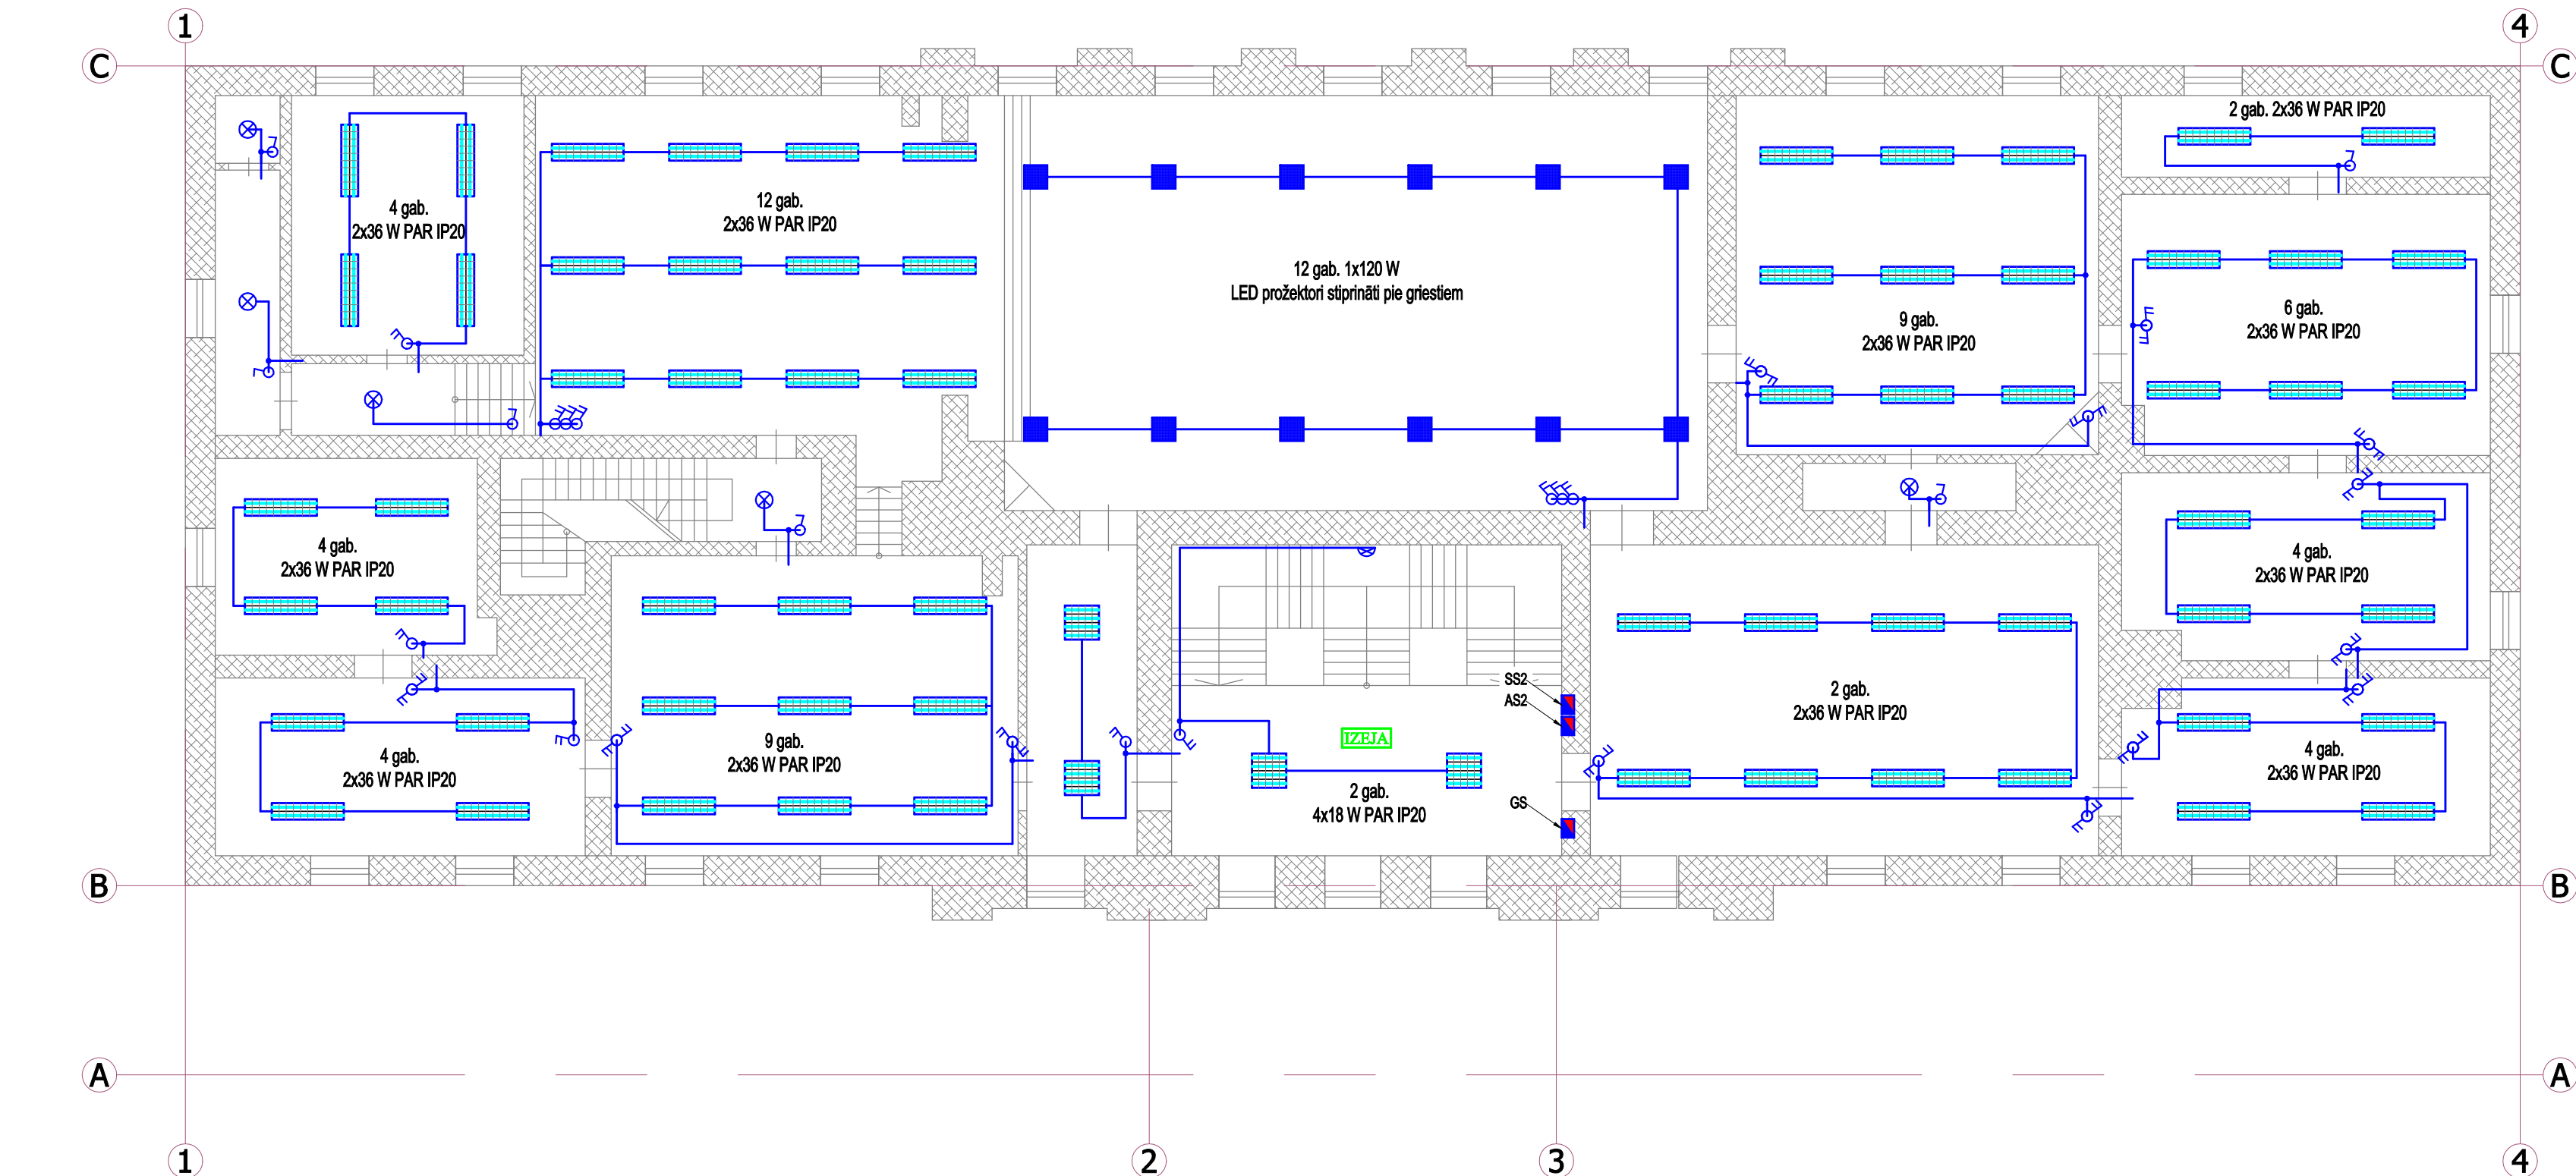 1
4
C
C
2 gab. 2x36 W PAR IP20
4 gab.
2x36 W PAR IP20
12 gab.
2x36 W PAR IP20
12 gab. 1x120 W
LED prožektori stiprināti pie griestiem
9 gab.
2x36 W PAR IP20
6 gab.
2x36 W PAR IP20
4 gab.
2x36 W PAR IP20
4 gab.
2x36 W PAR IP20
4 gab.
2x36 W PAR IP20
9 gab.
2x36 W PAR IP20
SS2
AS2
IZEJA
GS
2 gab.
4x18 W PAR IP20
2 gab.
2x36 W PAR IP20
4 gab.
2x36 W PAR IP20
B
B
A
A
1
2
3
4